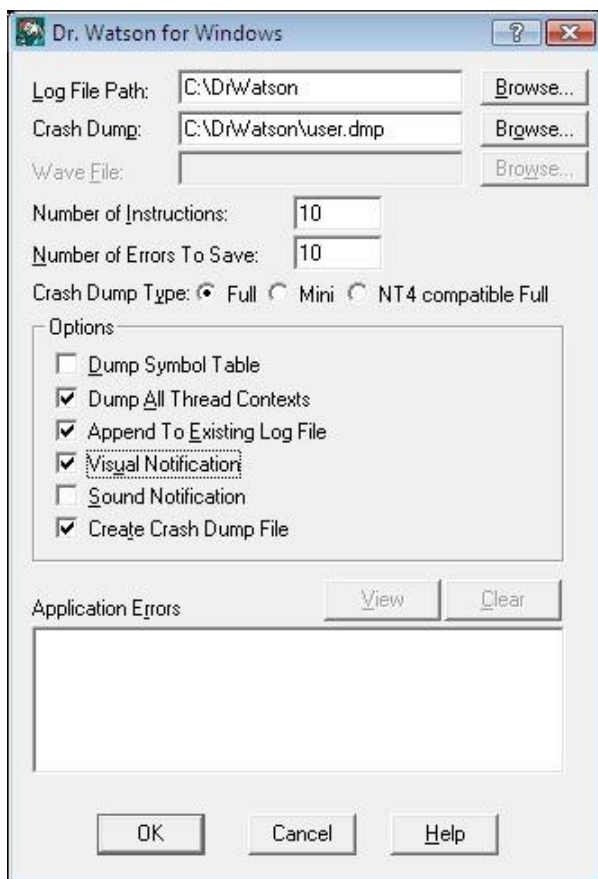 Dr. Watson for Windows
Log File Path: C:\DrWatson Browse...
Crash Dump: C:\DrWatson\user.dmp Browse...
Wave File: Browse...
Number of Instructions: 10
Number of Errors To Save: 10
Crash Dump Type: Full Mini NT4 compatible Full
Options
Dump Symbol Table
Dump All Thread Contexts
Append To Existing Log File
Visual Notification
Sound Notification
Create Crash Dump File
Application Errors View Clear
OK Cancel Help